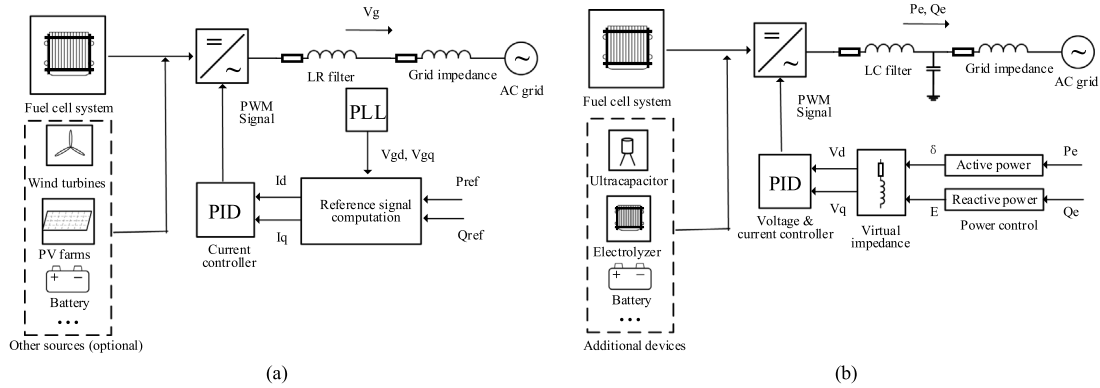 Fuel cell system
=
~
Vg
LR filter
Grid impedance
~
AC grid
PWM
Signal
PLL
Vgd, Vgq
Wind turbines
PV farms
+ -
Battery
•••
Other sources (optional)
PID
Current
controller
Id
Iq
Reference signal
computation
Pref
Qref
(a)
Fuel cell system
=
~
Pe, Qe
LC filter
Grid impedance
~
AC grid
PWM
Signal
Ultracapacitor
Electrolyzer
+ -
Battery
•••
Additional devices
PID
Voltage &
current controller
Vd
Vq
Virtual
impedance
δ
E
Active power
Reactive power
Power control
Pe
Qe
(b)